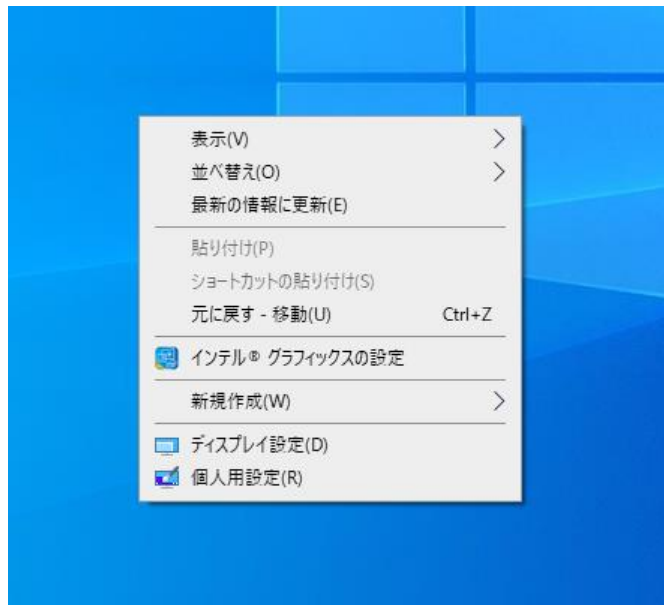 表示(V)
並べ替え(O)
最新の情報に更新(E)
貼り付け(P)
ショートカットの貼り付け(S)
元に戻す - 移動(U) Ctrl+Z
インテル® グラフィックスの設定
新規作成(W)
ディスプレイ設定(D)
個人用設定(R)